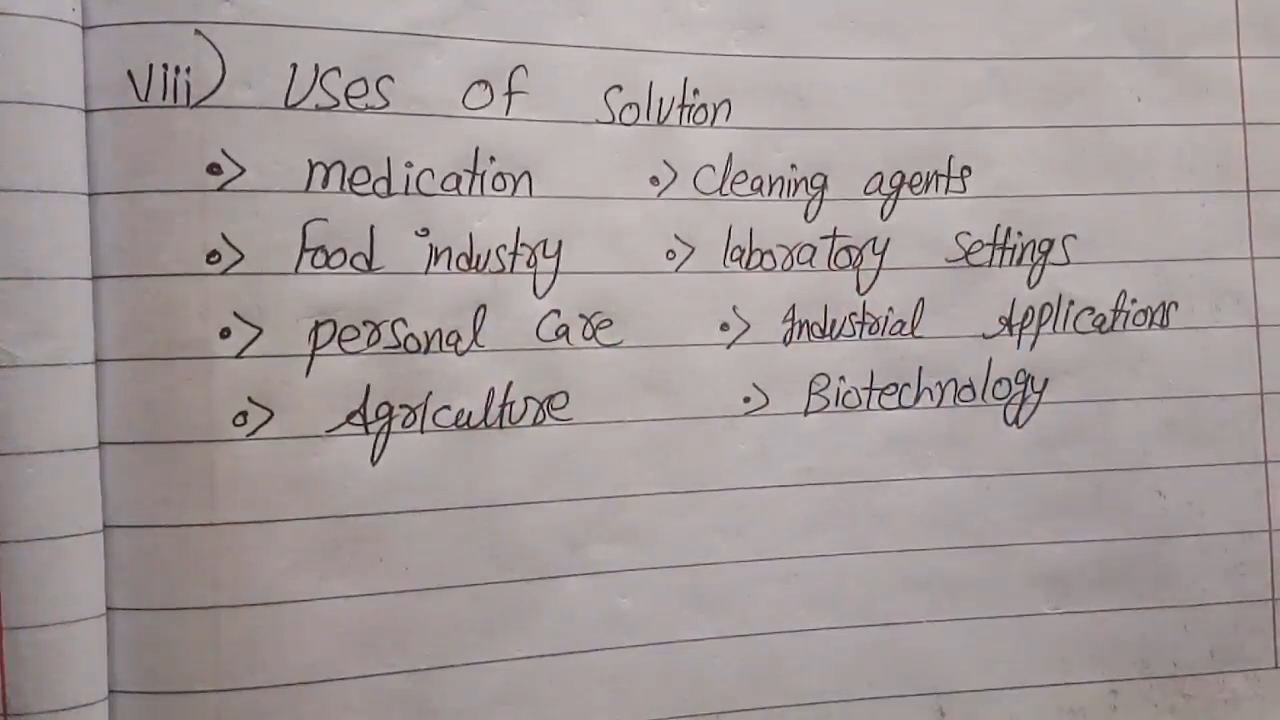 viii) Uses of Solution
•> medication •> Cleaning agents
•> Food industry •> laboratory settings
•> personal Care •> Industrial Applications
•> Agriculture •> Biotechnology